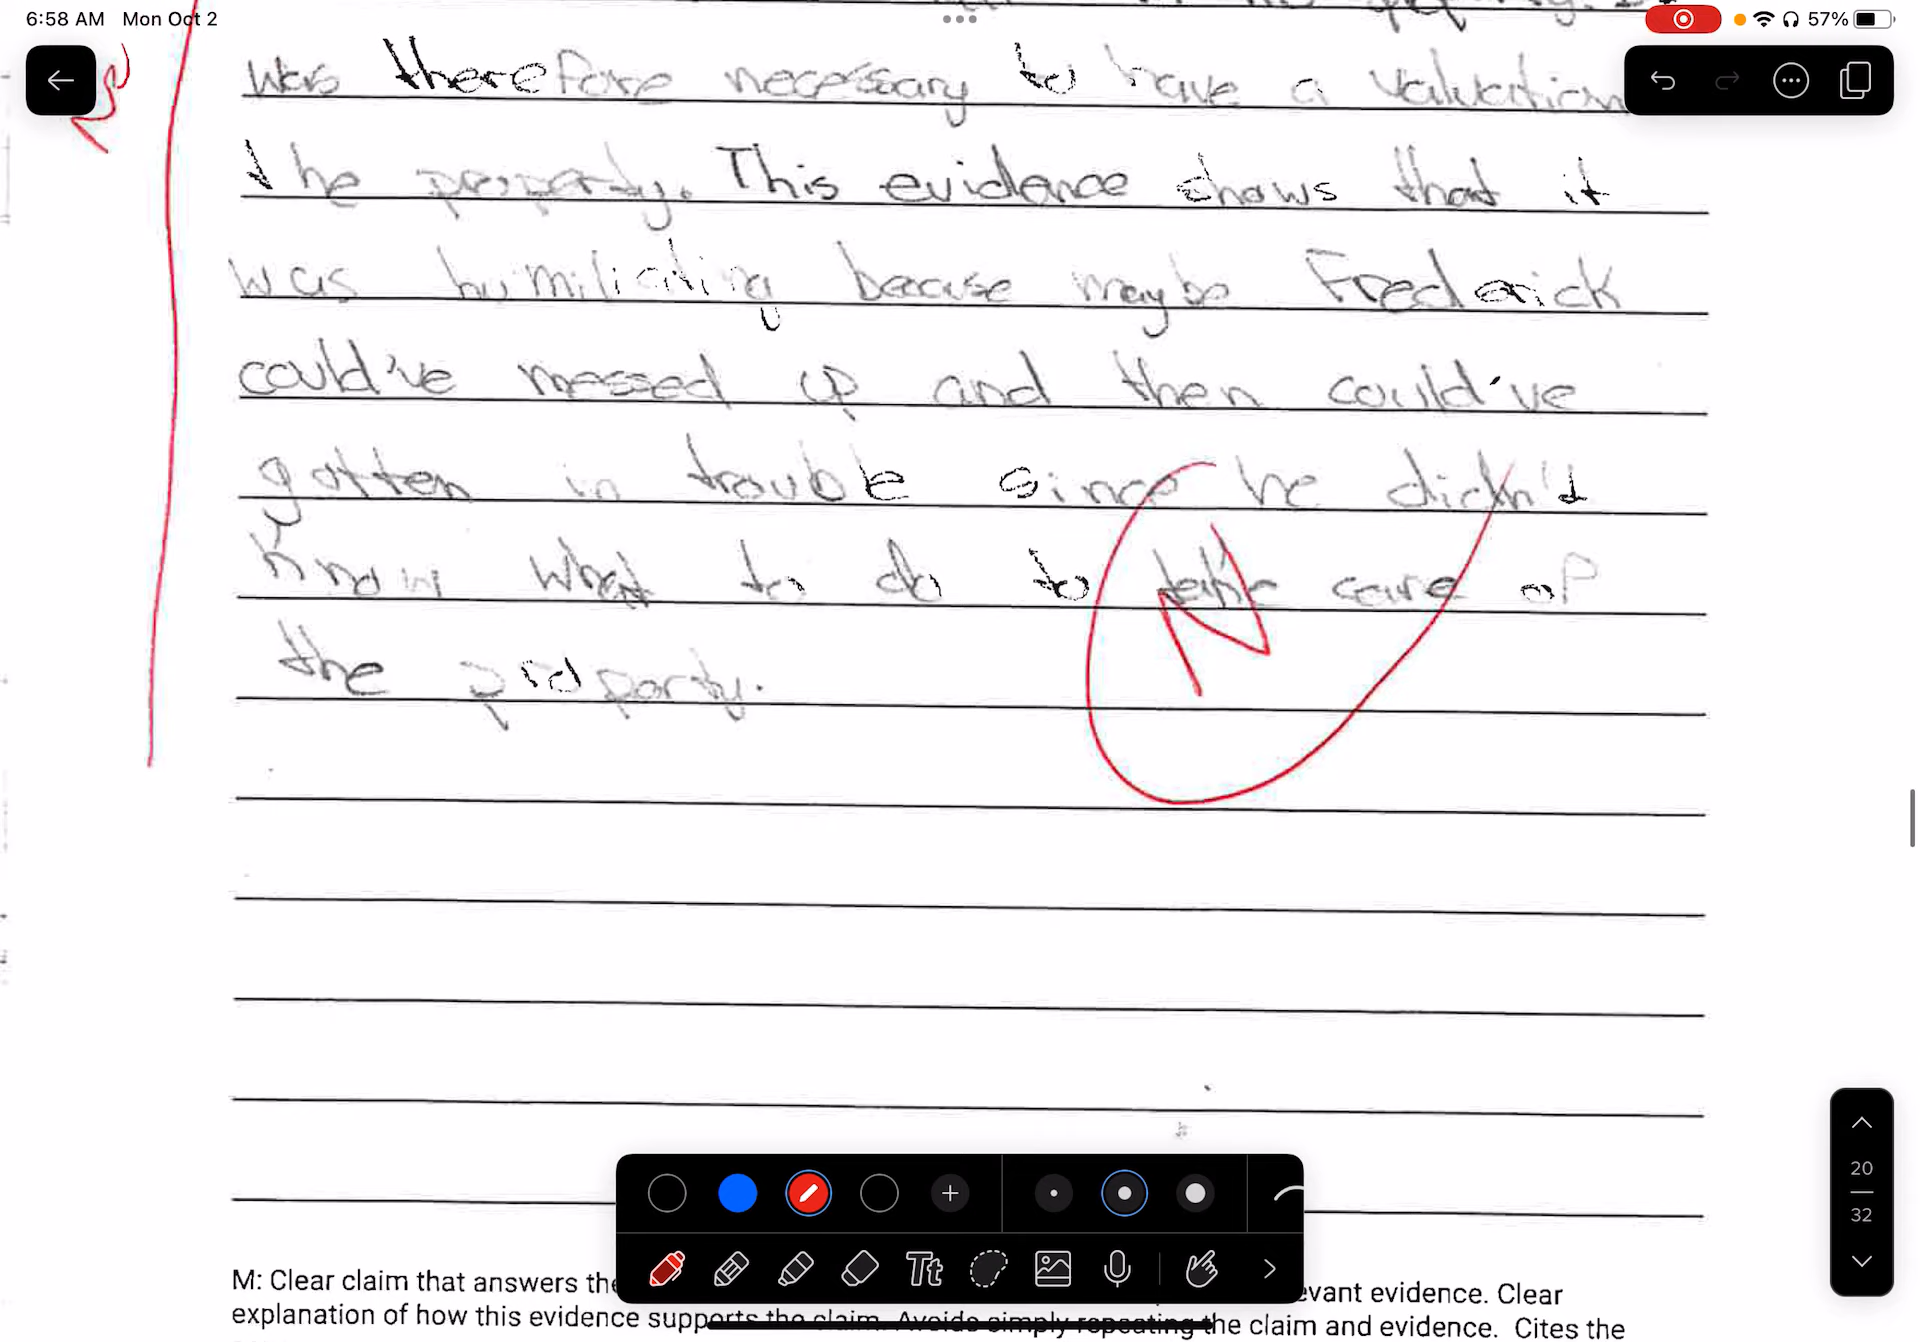 6:58 AM Mon Oct 2
57%
was therefore necessary to have a valuation
the property. This evidence shows that it
was humiliating because maybe Frederick
could've messed up and then could've
gotten in trouble since he didn't
know what to do to take care of
the
N
20
32
Tt
M: Clear claim that answers the
evant evidence. Clear
explanation of how this evidence supports the claim. Avoids simply repeating the claim and evidence. Cites the